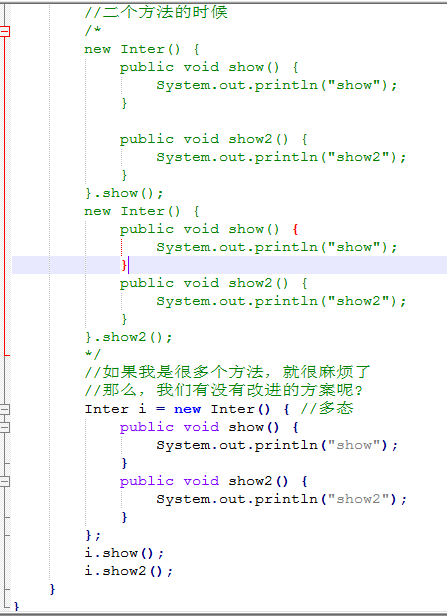 //二个方法的时候
/*
new Inter() {
public void show() {
System.out.println("show");
}
public void show2() {
System.out.println("show2");
}
}.show();
new Inter() {
public void show() {
System.out.println("show");
}
public void show2() {
System.out.println("show2");
}
}.show2();
*/
//如果我是很多个方法，就很麻烦了
//那么，我们有没有改进的方案呢?
Inter i = new Inter() { //多态
public void show() {
System.out.println("show");
}
public void show2() {
System.out.println("show2");
}
};
i.show();
i.show2();
}
}